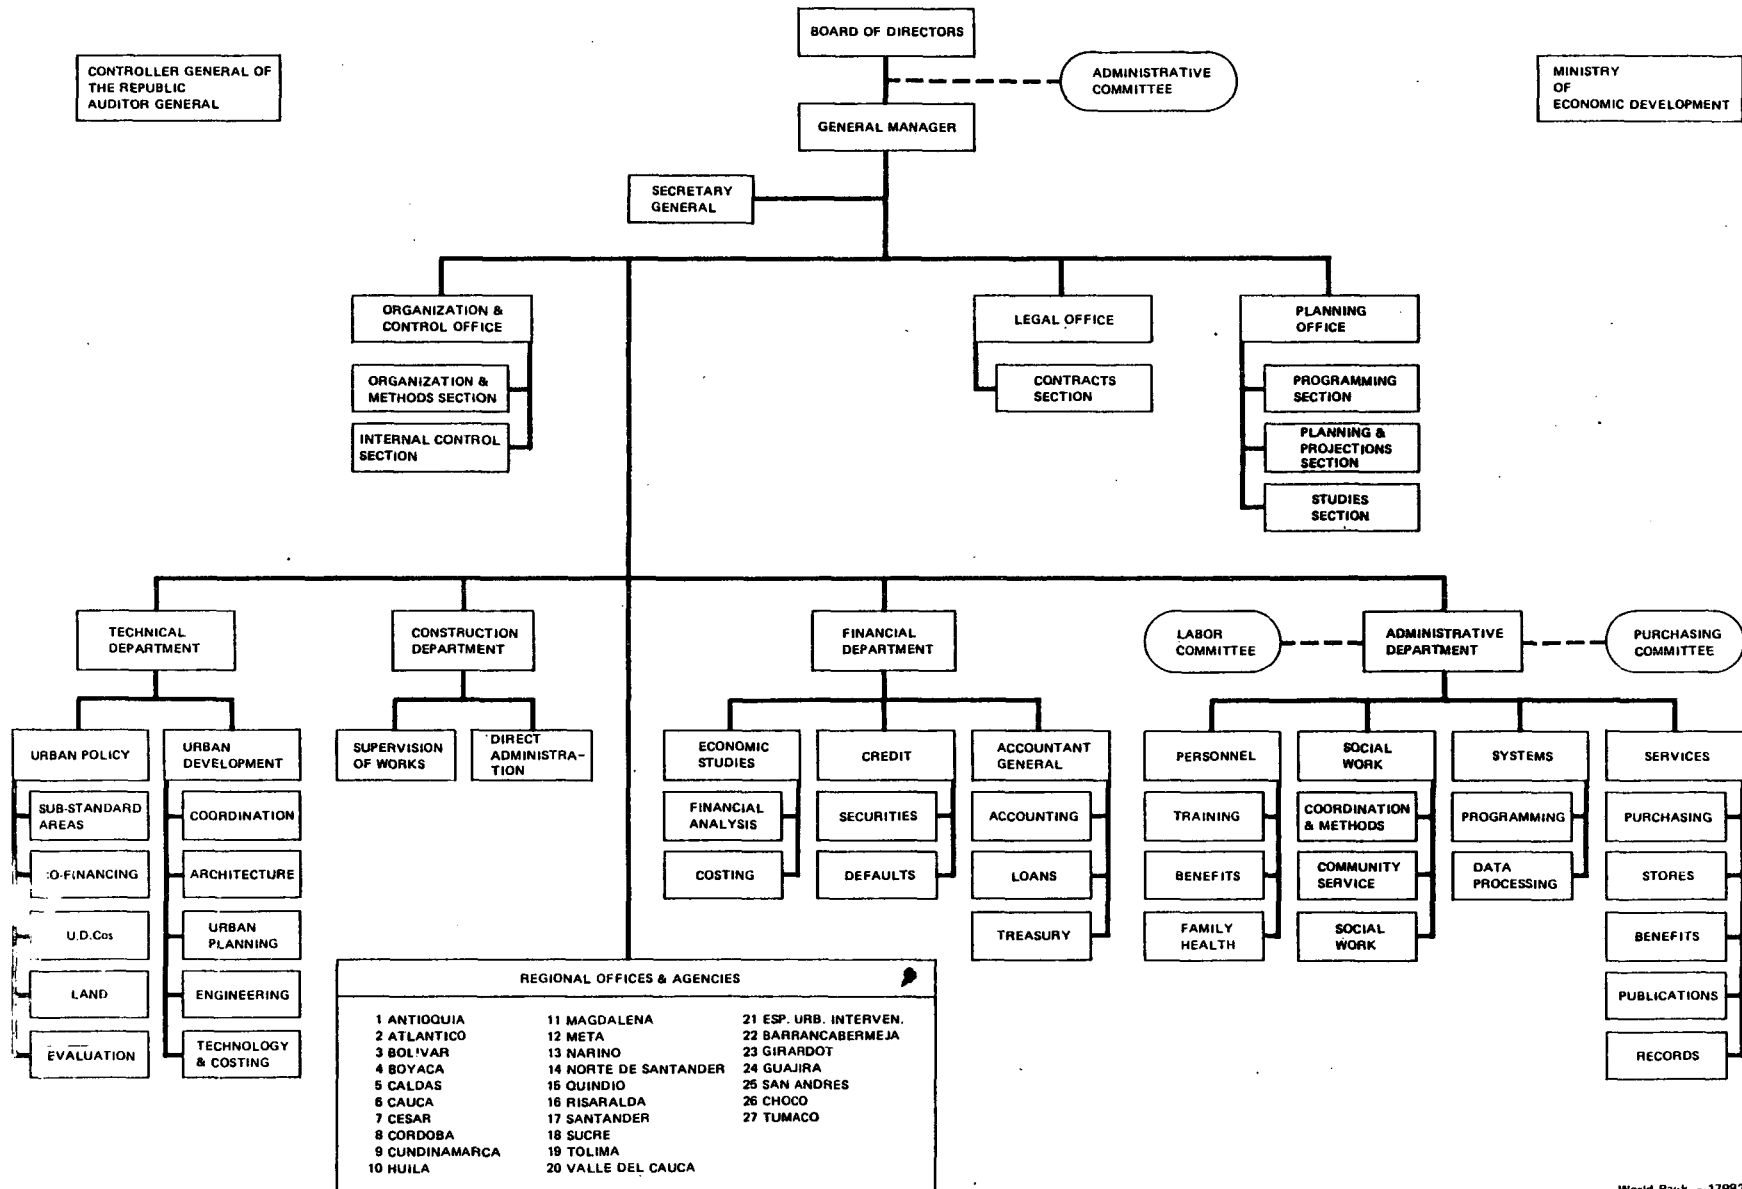 BOARD OF DIRECTORS
CONTROLLER GENERAL OF
THE REPUBLIC
AUDITOR GENERAL
ADMINISTRATIVE
COMMITTEE
MINISTRY
OF
ECONOMIC DEVELOPMENT
GENERAL MANAGER
SECRETARY
GENERAL
ORGANIZATION &
CONTROL OFFICE
LEGAL OFFICE
PLANNING
OFFICE
ORGANIZATION &
METHODS SECTION
INTERNAL CONTROL
SECTION
CONTRACTS
SECTION
PROGRAMMING
SECTION
PLANNING &
PROJECTIONS
SECTION
STUDIES
SECTION
TECHNICAL
DEPARTMENT
CONSTRUCTION
DEPARTMENT
FINANCIAL
DEPARTMENT
LABOR
COMMITTEE
ADMINISTRATIVE
DEPARTMENT
PURCHASING
COMMITTEE
URBAN POLICY
SUB-STANDARD
AREAS
:O-FINANCING
U.D.Cos
LAND
EVALUATION
URBAN
DEVELOPMENT
COORDINATION
ARCHITECTURE
URBAN
PLANNING
ENGINEERING
TECHNOLOGY
& COSTING
SUPERVISION
OF WORKS
DIRECT
ADMINISTRA-
TION
ECONOMIC
STUDIES
FINANCIAL
ANALYSIS
COSTING
CREDIT
SECURITIES
DEFAULTS
ACCOUNTANT
GENERAL
ACCOUNTING
LOANS
TREASURY
PERSONNEL
TRAINING
BENEFITS
FAMILY
HEALTH
SOCIAL
WORK
COORDINATION
& METHODS
COMMUNITY
SERVICE
SOCIAL
WORK
SYSTEMS
PROGRAMMING
DATA
PROCESSING
SERVICES
PURCHASING
STORES
BENEFITS
PUBLICATIONS
RECORDS
REGIONAL OFFICES & AGENCIES
1 ANTIOQUIA
2 ATLANTICO
3 BOLIVAR
4 BOYACA
5 CALDAS
6 CAUCA
7 CESAR
8 CORDOBA
9 CUNDINAMARCA
10 HUILA
11 MAGDALENA
12 META
13 NARINO
14 NORTE DE SANTANDER
15 QUINDIO
16 RISARALDA
17 SANTANDER
18 SUCRE
19 TOLIMA
20 VALLE DEL CAUCA
21 ESP. URB. INTERVEN.
22 BARRANCABERMEJA
23 GIRARDOT
24 GUAJIRA
25 SAN ANDRES
26 CHOCO
27 TUMACO
World Bank –